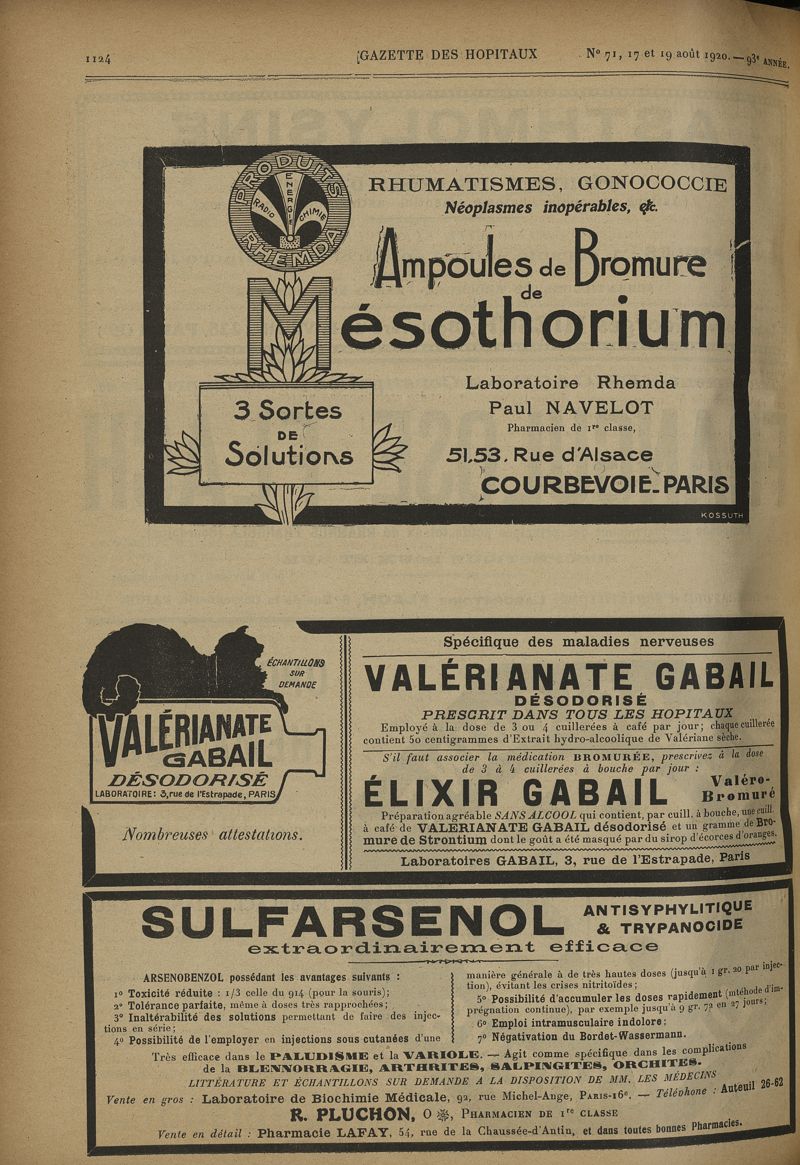 1124
GAZETTE DES HOPITAUX
N° 71, 17 et 19 août 1920. — 93e ANNÉE.
PRODUITS
RADIO
ENERGIE
CHIMIE
RHEMDA
RHUMATISMES, GONOCOCCIE
Néoplasmes inopérables, etc.
Ampoules de Bromure
de
Mésothorium
3 Sortes
DE
Solutions
Laboratoire Rhemda
Paul NAVELOT
Pharmacien de 1re classe,
51.53, Rue d'Alsace
COURBEVOIE-PARIS
KOSSUTH
ÉCHANTILLONS
SUR
DEMANDE
VALÉRIANATE
GABAIL
DÉSODORISÉ
LABORATOIRE: 3, rue de l'Estrapade, PARIS
Nombreuses attestations.
Spécifique des maladies nerveuses
VALÉRIANATE GABAIL
DÉSODORISÉ
PRESCRIT DANS TOUS LES HOPITAUX
Employé à la dose de 3 ou 4 cuillerées à café par jour; chaque cuillerée
contient 50 centigrammes d'Extrait hydro-alcoolique de Valériane sèche.
S'il faut associer la médication BROMURÉE, prescrivez à la dose
de 3 à 4 cuillerées à bouche par jour :
ÉLIXIR GABAIL Valéro-
Bromuré
Préparation agréable SANS ALCOOL qui contient, par cuill. à bouche, une cuill.
à café de VALERIANATE GABAIL désodorisé et un gramme de Bro-
mure de Strontium dont le goût a été masqué par du sirop d'écorces d'oranges.
Laboratoires GABAIL, 3, rue de l'Estrapade, Paris
SULFARSENOL ANTISYPHYLITIQUE
& TRYPANOCIDE
extraordinairement efficace
ARSENOBENZOL possédant les avantages suivants :
1° Toxicité réduite : 1/3 celle du 914 (pour la souris);
2° Tolérance parfaite, même à doses très rapprochées;
3° Inaltérabilité des solutions permettant de faire des injec-
tions en série;
4° Possibilité de l'employer en injections sous-cutanées d'une
manière générale à de très hautes doses (jusqu'à 1 gr. 20 par injec-
tion), évitant les crises nitritoïdes;
5° Possibilité d'accumuler les doses rapidement (méthode d'im-
prégnation continue), par exemple jusqu'à 9 gr. 72 en 27 jours;
6° Emploi intramusculaire indolore;
7° Négativation du Bordet-Wassermann.
Très efficace dans le PALUDISME et la VARIOLE. — Agit comme spécifique dans les complications
de la BLENNORRAGIE, ARTHRITES, SALPINGITES, ORCHITES.
LITTÉRATURE ET ÉCHANTILLONS SUR DEMANDE A LA DISPOSITION DE MM. LES MÉDECINS
Vente en gros : Laboratoire de Biochimie Médicale, 92, rue Michel-Ange, PARIS-16e. — Téléphone : Auteuil 26-62
R. PLUCHON, O ✻, PHARMACIEN DE 1re CLASSE
Vente en détail : Pharmacie LAFAY, 54, rue de la Chaussée-d'Antin, et dans toutes bonnes Pharmacies.